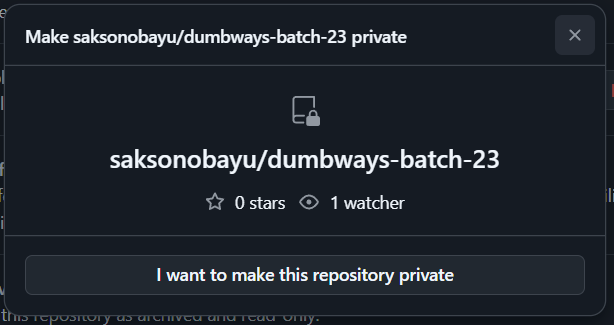 Make saksonobayu/dumbways-batch-23 private
saksonobayu/dumbways-batch-23
0 stars 1 watcher
I want to make this repository private
this repository as archived and read-only.